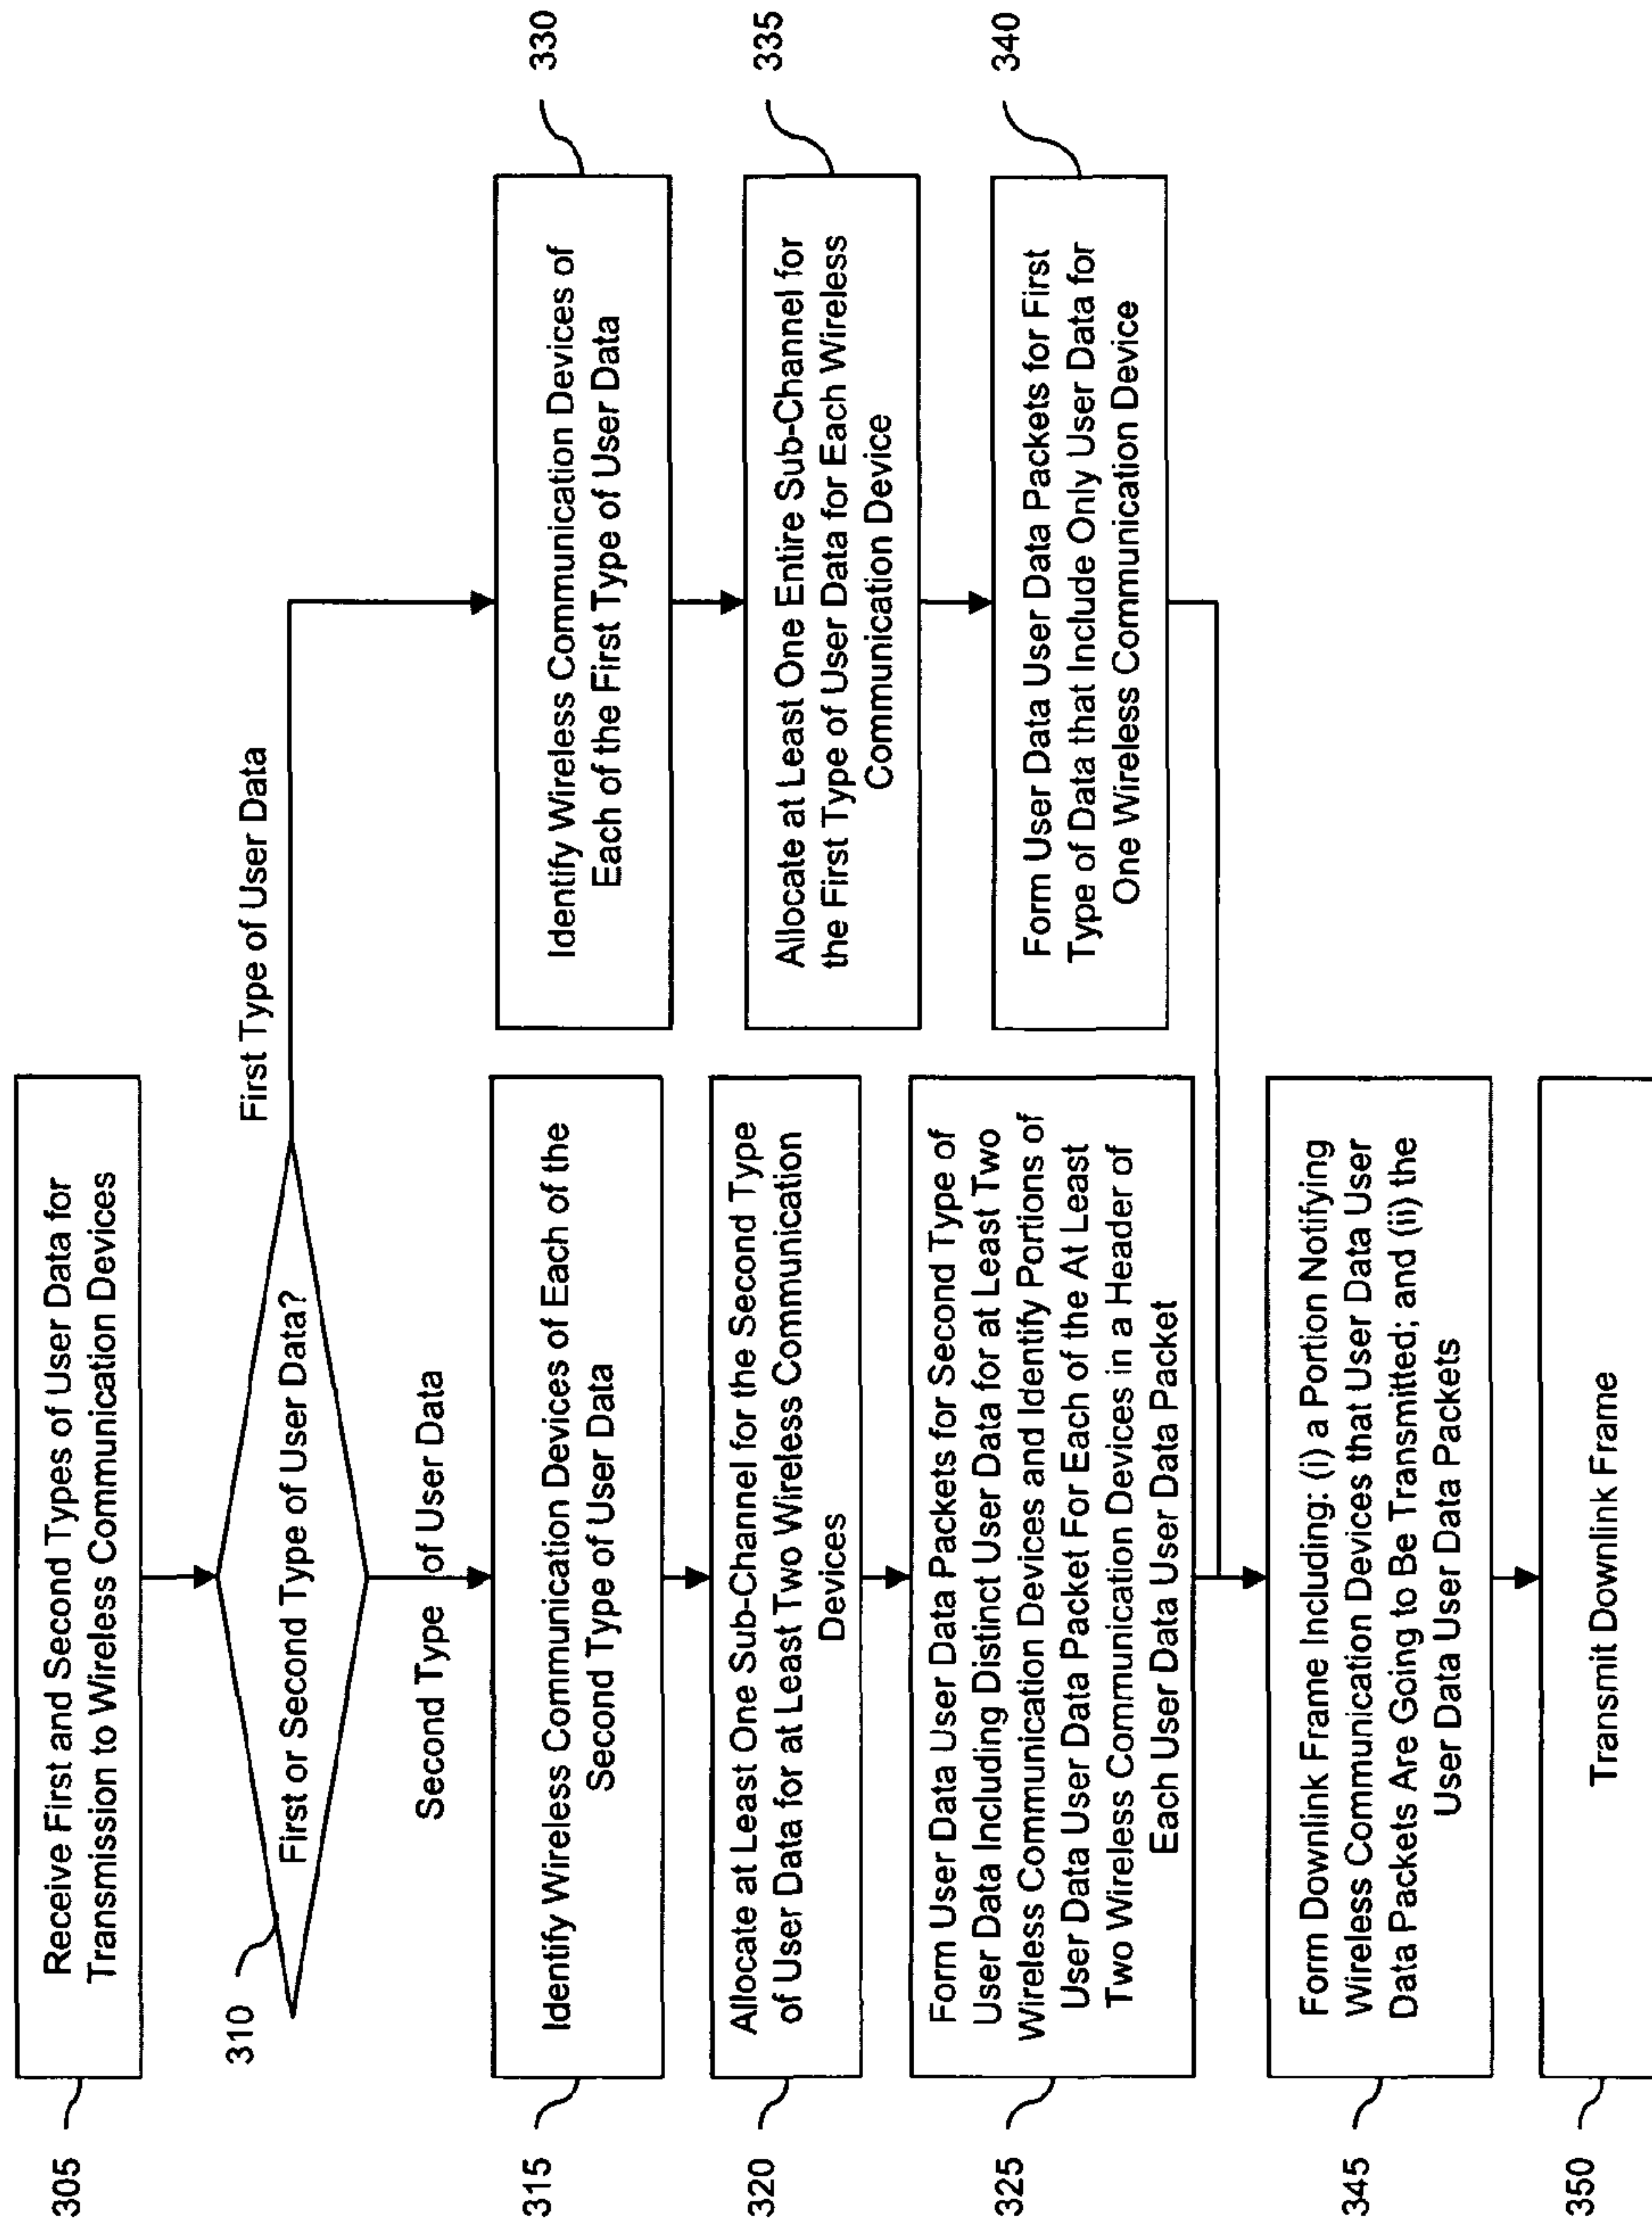 305
Receive First and Second Types of User Data for
Transmission to Wireless Communication Devices
310
First or Second Type of User Data?
First Type of User Data
Second Type of User Data
315
Identify Wireless Communication Devices of Each of the
Second Type of User Data
320
Allocate at Least One Sub-Channel for the Second Type
of User Data for at Least Two Wireless Communication
Devices
325
Form User Data User Data Packets for Second Type of
User Data Including Distinct User Data for at Least Two
Wireless Communication Devices and Identify Portions of
User Data User Data Packet For Each of the At Least
Two Wireless Communication Devices in a Header of
Each User Data User Data Packet
330
Identify Wireless Communication Devices of
Each of the First Type of User Data
335
Allocate at Least One Entire Sub-Channel for
the First Type of User Data for Each Wireless
Communication Device
340
Form User Data User Data Packets for First
Type of Data that Include Only User Data for
One Wireless Communication Device
345
Form Downlink Frame Including: (i) a Portion Notifying
Wireless Communication Devices that User Data User
Data Packets Are Going to Be Transmitted; and (ii) the
User Data User Data Packets
350
Transmit Downlink Frame